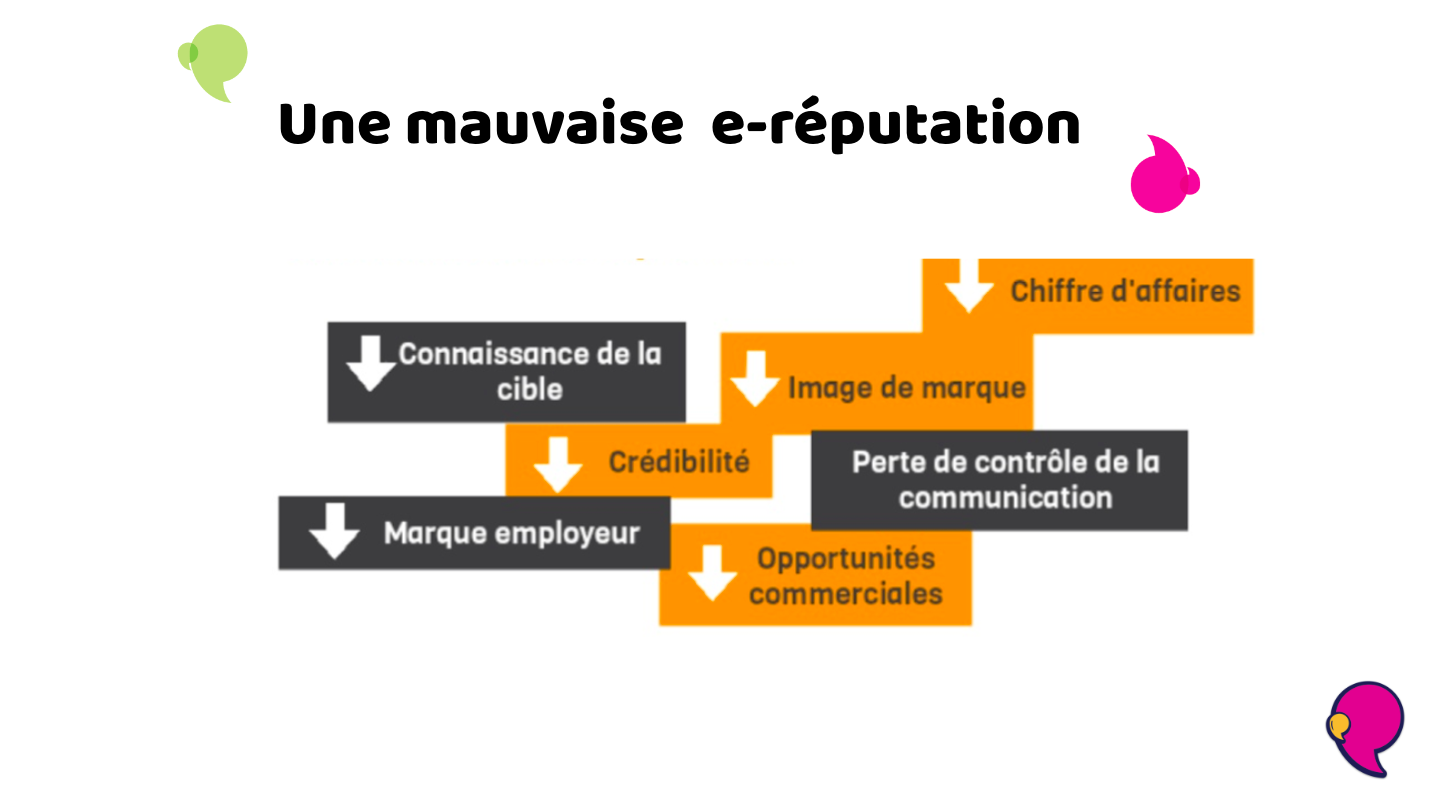 Une mauvaise e-réputation
Chiffre d'affaires
Connaissance de la
cible
Image de marque
Crédibilité
Perte de contrôle de la
communication
Marque employeur
Opportunités
commerciales